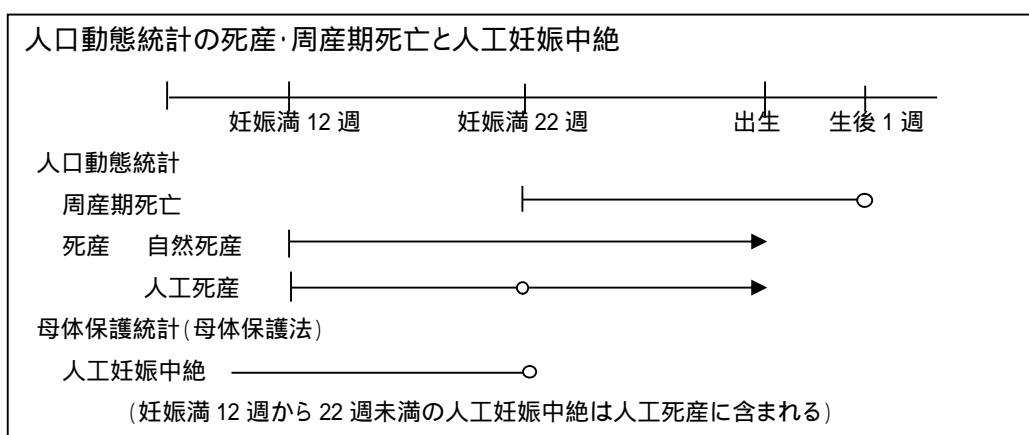 人口動態統計の死産･周産期死亡と人工妊娠中絶
妊娠満 12 週 妊娠満 22 週 出生 生後 1 週
人口動態統計
周産期死亡
死産 自然死産
人工死産
母体保護統計(母体保護法)
人工妊娠中絶
(妊娠満 12 週から 22 週未満の人工妊娠中絶は人工死産に含まれる)